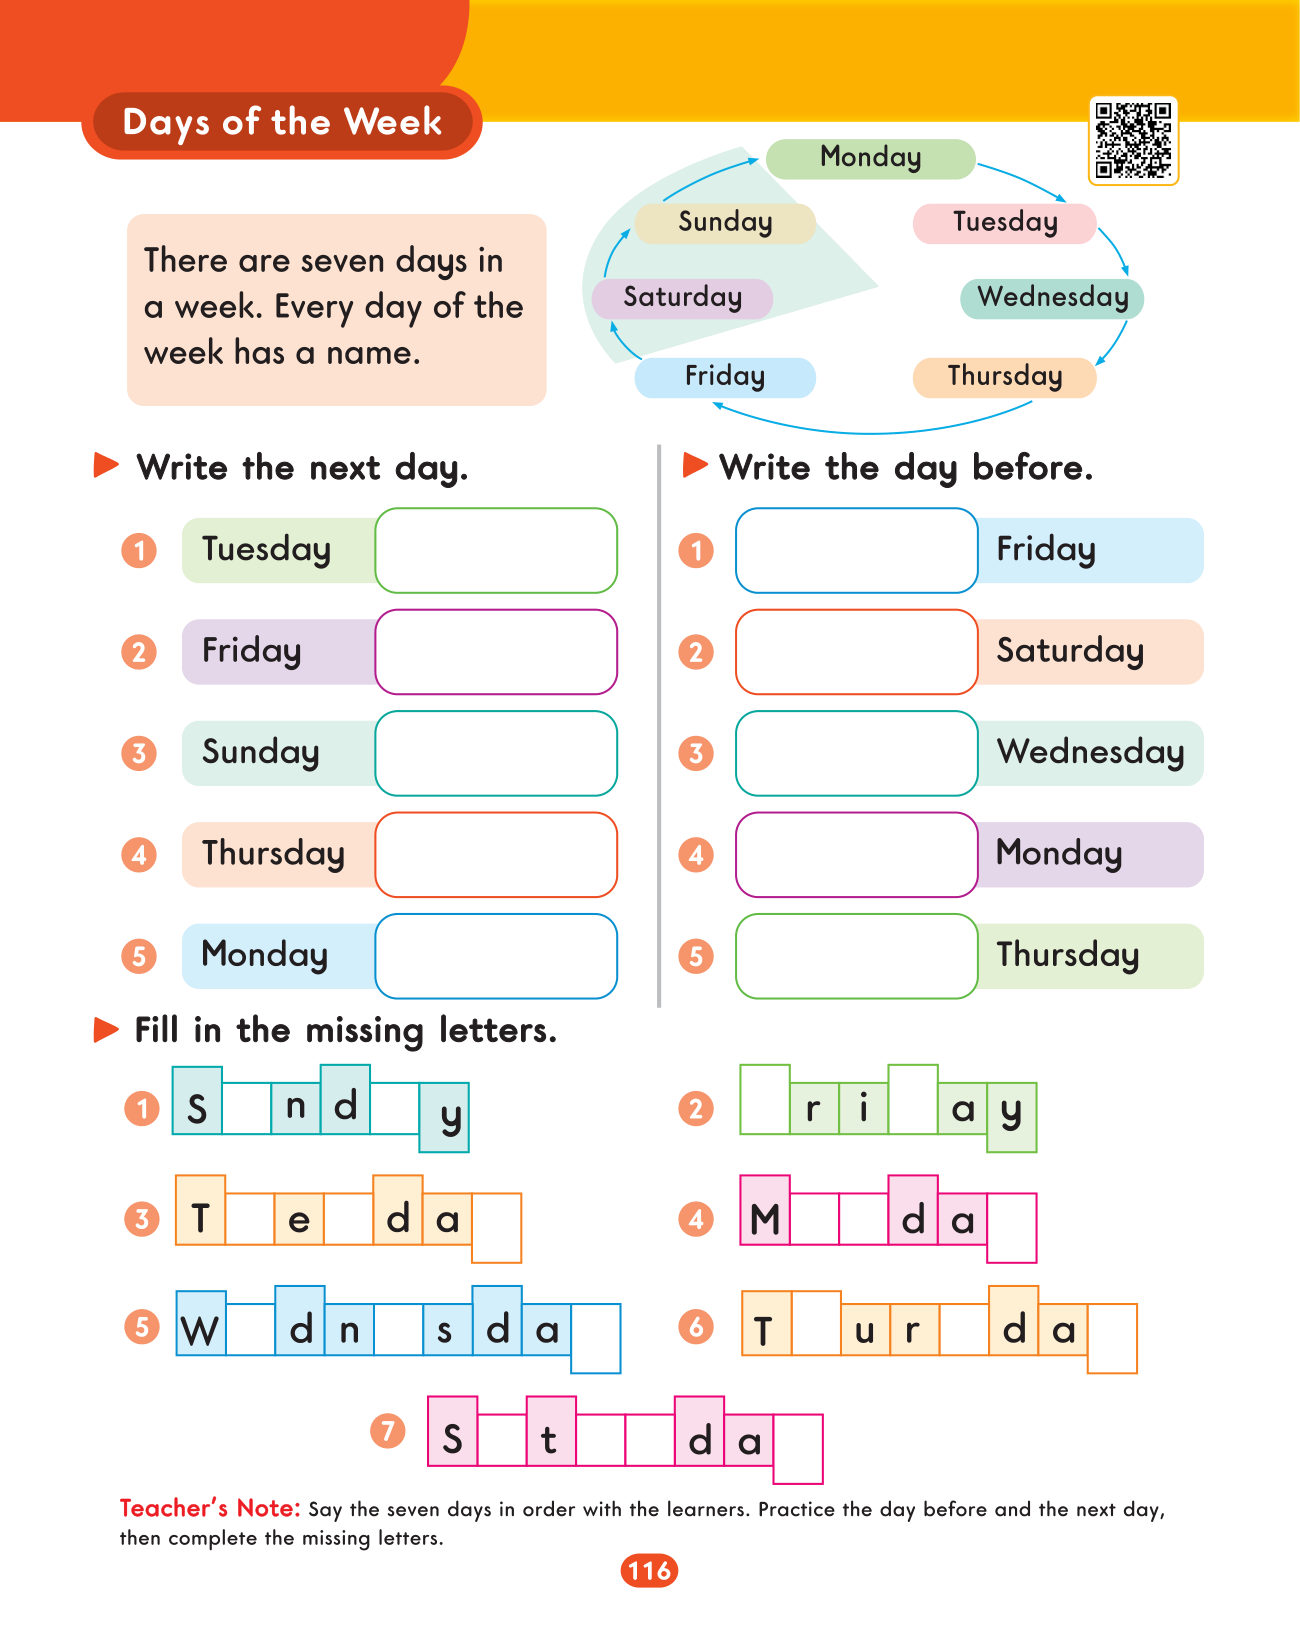 Days of the Week
There are seven days in
a week. Every day of the
week has a name.
Monday
Tuesday
Wednesday
Thursday
Friday
Saturday
Sunday
Write the next day.
1 Tuesday
2 Friday
3 Sunday
4 Thursday
5 Monday
Write the day before.
1 Friday
2 Saturday
3 Wednesday
4 Monday
5 Thursday
Fill in the missing letters.
1 S n d y
2 r i a y
3 T e d a
4 M d a
5 W d n s d a
6 T u r d a
7 S t d a
Teacher's Note: Say the seven days in order with the learners. Practice the day before and the next day,
then complete the missing letters.
116